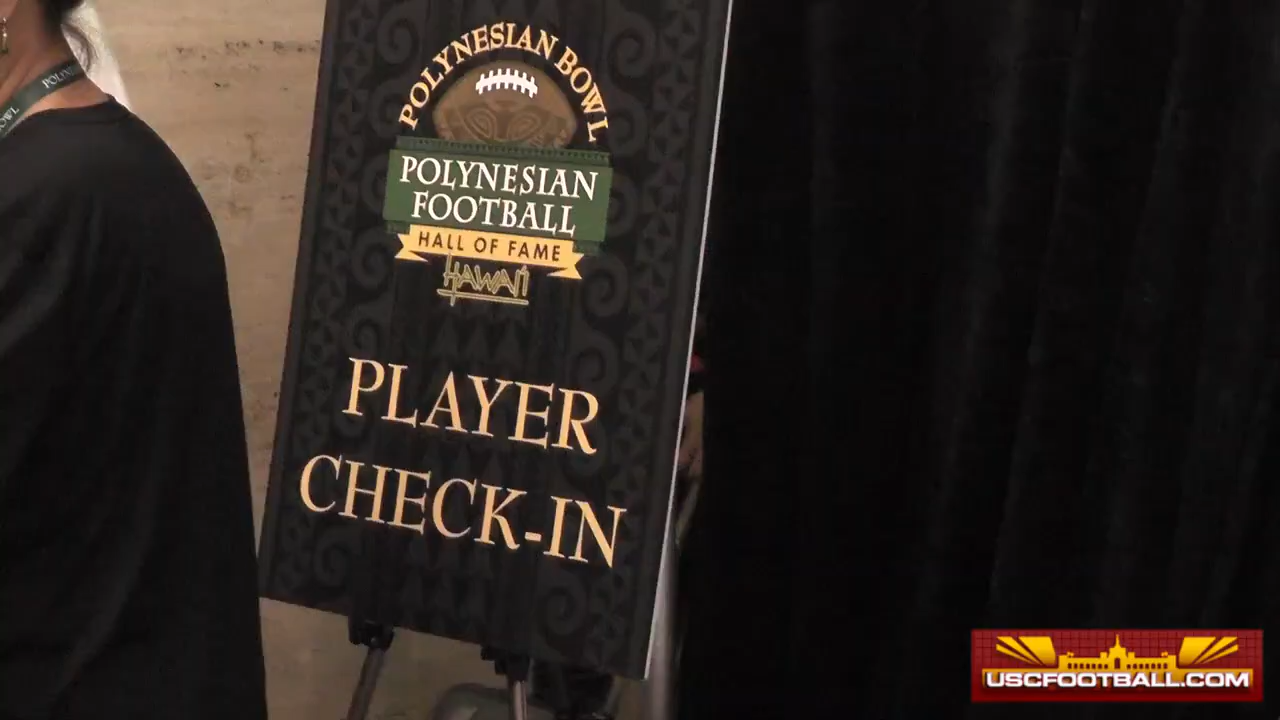 POLYNESIAN BOWL
POLYNESIAN
FOOTBALL
HALL OF FAME
HAWAI'I
PLAYER
CHECK-IN
USCFOOTBALL.COM